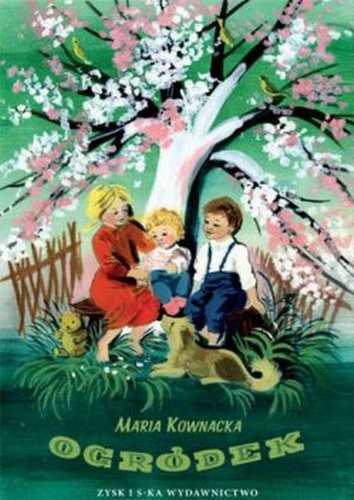 MARIA KOWNACKA
OGRÓDEK
ZYSK I S-KA WYDAWNICTWO